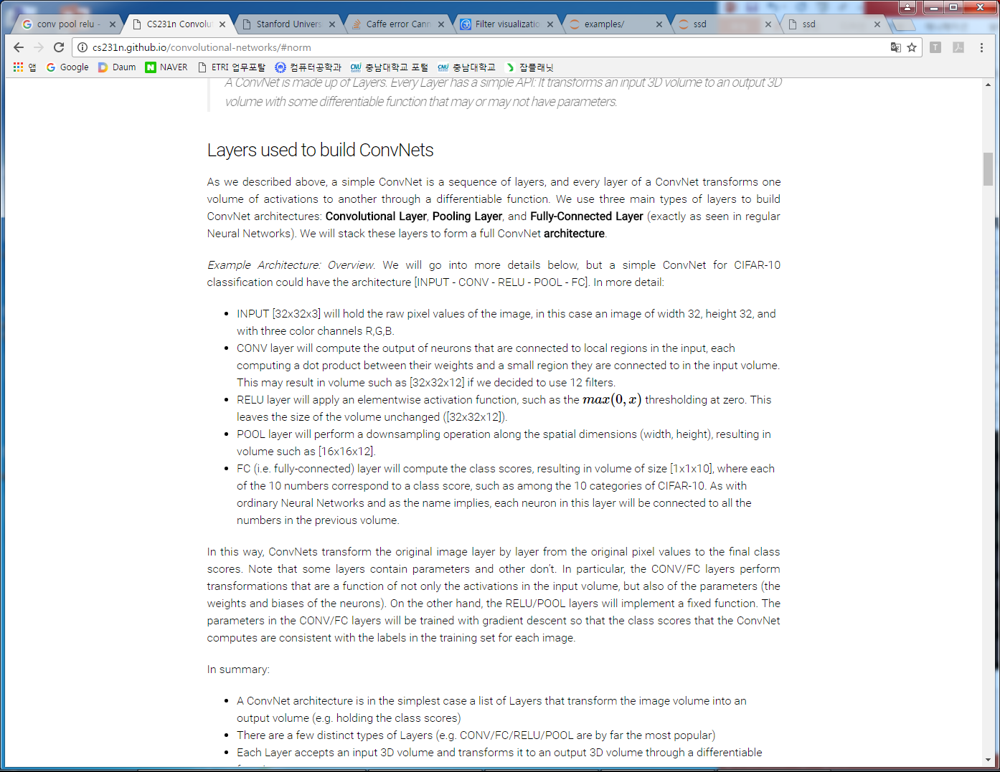 conv pool relu -
CS231n Convolu
Stanford Univers
Caffe error Cann
Filter visualizatio
examples/
ssd
ssd
cs231n.github.io/convolutional-networks/#norm
앱 Google Daum NAVER ETRI 업무포탈 컴퓨터공학과 충남대학교 포털 충남대학교 잡플래닛
A ConvNet is made up of Layers. Every Layer has a simple API: It transforms an input 3D volume to an output 3D
volume with some differentiable function that may or may not have parameters.
Layers used to build ConvNets
As we described above, a simple ConvNet is a sequence of layers, and every layer of a ConvNet transforms one
volume of activations to another through a differentiable function. We use three main types of layers to build
ConvNet architectures: Convolutional Layer, Pooling Layer, and Fully-Connected Layer (exactly as seen in regular
Neural Networks). We will stack these layers to form a full ConvNet architecture.
Example Architecture: Overview. We will go into more details below, but a simple ConvNet for CIFAR-10
classification could have the architecture [INPUT - CONV - RELU - POOL - FC]. In more detail:
• INPUT [32x32x3] will hold the raw pixel values of the image, in this case an image of width 32, height 32, and
with three color channels R,G,B.
• CONV layer will compute the output of neurons that are connected to local regions in the input, each
computing a dot product between their weights and a small region they are connected to in the input volume.
This may result in volume such as [32x32x12] if we decided to use 12 filters.
• RELU layer will apply an elementwise activation function, such as the max(0, x) thresholding at zero. This
leaves the size of the volume unchanged ([32x32x12]).
• POOL layer will perform a downsampling operation along the spatial dimensions (width, height), resulting in
volume such as [16x16x12].
• FC (i.e. fully-connected) layer will compute the class scores, resulting in volume of size [1x1x10], where each
of the 10 numbers correspond to a class score, such as among the 10 categories of CIFAR-10. As with
ordinary Neural Networks and as the name implies, each neuron in this layer will be connected to all the
numbers in the previous volume.
In this way, ConvNets transform the original image layer by layer from the original pixel values to the final class
scores. Note that some layers contain parameters and other don't. In particular, the CONV/FC layers perform
transformations that are a function of not only the activations in the input volume, but also of the parameters (the
weights and biases of the neurons). On the other hand, the RELU/POOL layers will implement a fixed function. The
parameters in the CONV/FC layers will be trained with gradient descent so that the class scores that the ConvNet
computes are consistent with the labels in the training set for each image.
In summary:
• A ConvNet architecture is in the simplest case a list of Layers that transform the image volume into an
output volume (e.g. holding the class scores)
• There are a few distinct types of Layers (e.g. CONV/FC/RELU/POOL are by far the most popular)
• Each Layer accepts an input 3D volume and transforms it to an output 3D volume through a differentiable